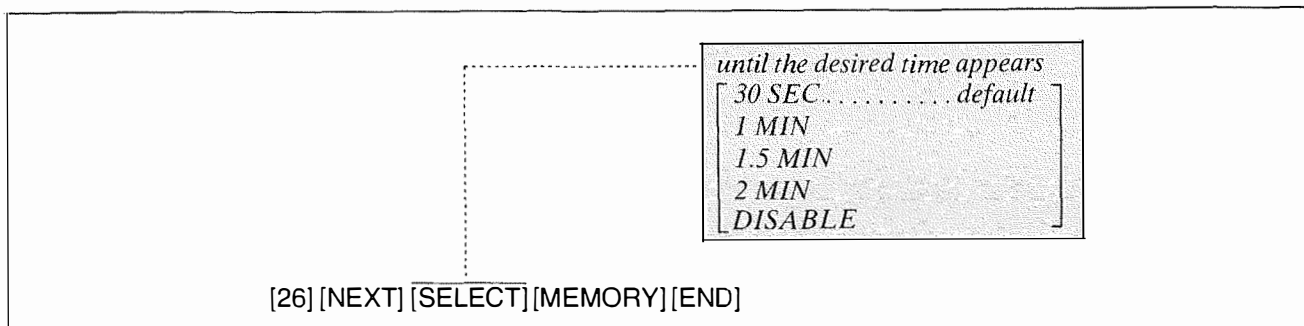 until the desired time appears
30 SEC..........default
1 MIN
1.5 MIN
2 MIN
DISABLE
[26] [NEXT] [SELECT] [MEMORY] [END]